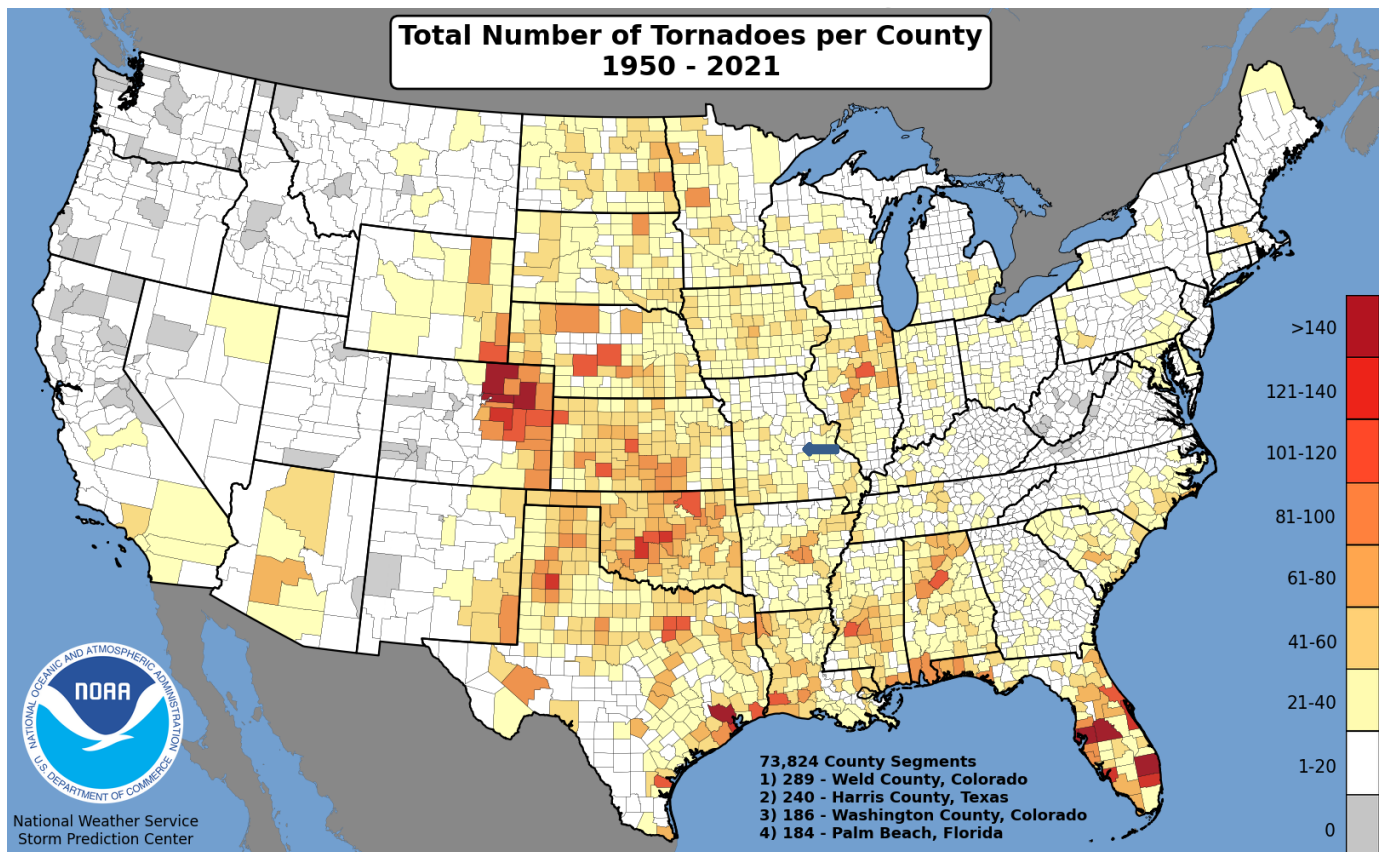 Total Number of Tornadoes per County
1950 - 2021
>140
121-140
101-120
81-100
61-80
41-60
21-40
1-20
0
NATIONAL OCEANIC AND ATMOSPHERIC ADMINISTRATION
NOAA
U.S. DEPARTMENT OF COMMERCE
National Weather Service
Storm Prediction Center
73,824 County Segments
1) 289 - Weld County, Colorado
2) 240 - Harris County, Texas
3) 186 - Washington County, Colorado
4) 184 - Palm Beach, Florida